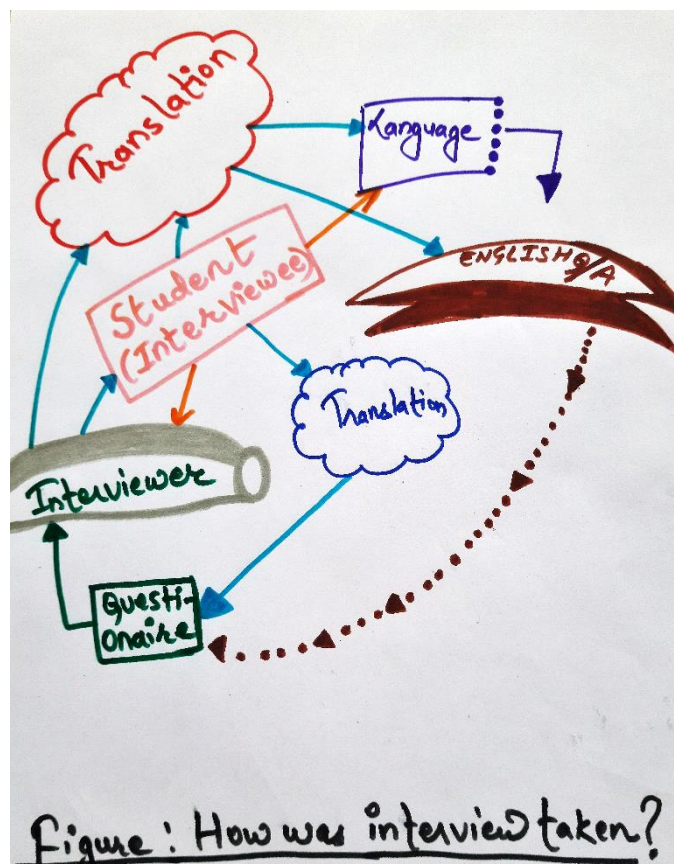 Translation
Language
ENGLISH Q/A
Student
(Interviewee)
Translation
Interviewer
Questi-
onaire
Figure : How was interview taken?